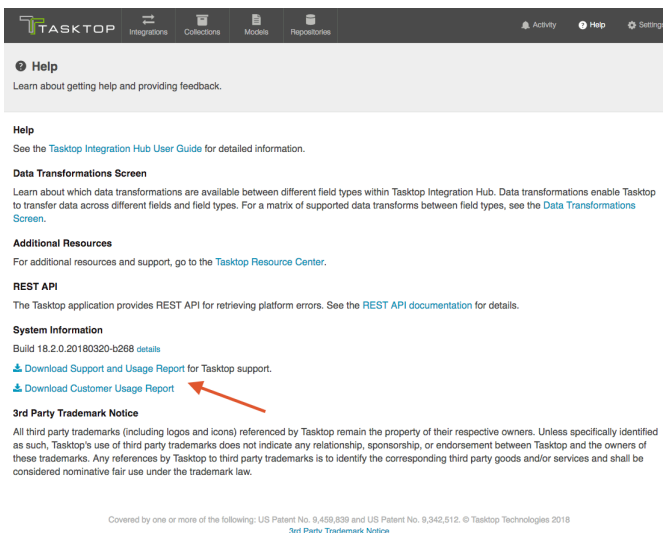 TASKTOP
Integrations
Collections
Models
Repositories
Activity
Help
Settings
Help
Learn about getting help and providing feedback.
Help
See the Tasktop Integration Hub User Guide for detailed information.
Data Transformations Screen
Learn about which data transformations are available between different field types within Tasktop Integration Hub. Data transformations enable Tasktop
to transfer data across different fields and field types. For a matrix of supported data transforms between field types, see the Data Transformations
Screen.
Additional Resources
For additional resources and support, go to the Tasktop Resource Center.
REST API
The Tasktop application provides REST API for retrieving platform errors. See the REST API documentation for details.
System Information
Build 18.2.0.20180320-b268 details
Download Support and Usage Report for Tasktop support.
Download Customer Usage Report
3rd Party Trademark Notice
All third party trademarks (including logos and icons) referenced by Tasktop remain the property of their respective owners. Unless specifically identified
as such, Tasktop's use of third party trademarks does not indicate any relationship, sponsorship, or endorsement between Tasktop and the owners of
these trademarks. Any references by Tasktop to third party trademarks is to identify the corresponding third party goods and/or services and shall be
considered nominative fair use under the trademark law.
Covered by one or more of the following: US Patent No. 9,459,839 and US Patent No. 9,342,512. © Tasktop Technologies 2018
3rd Party Trademark Notice